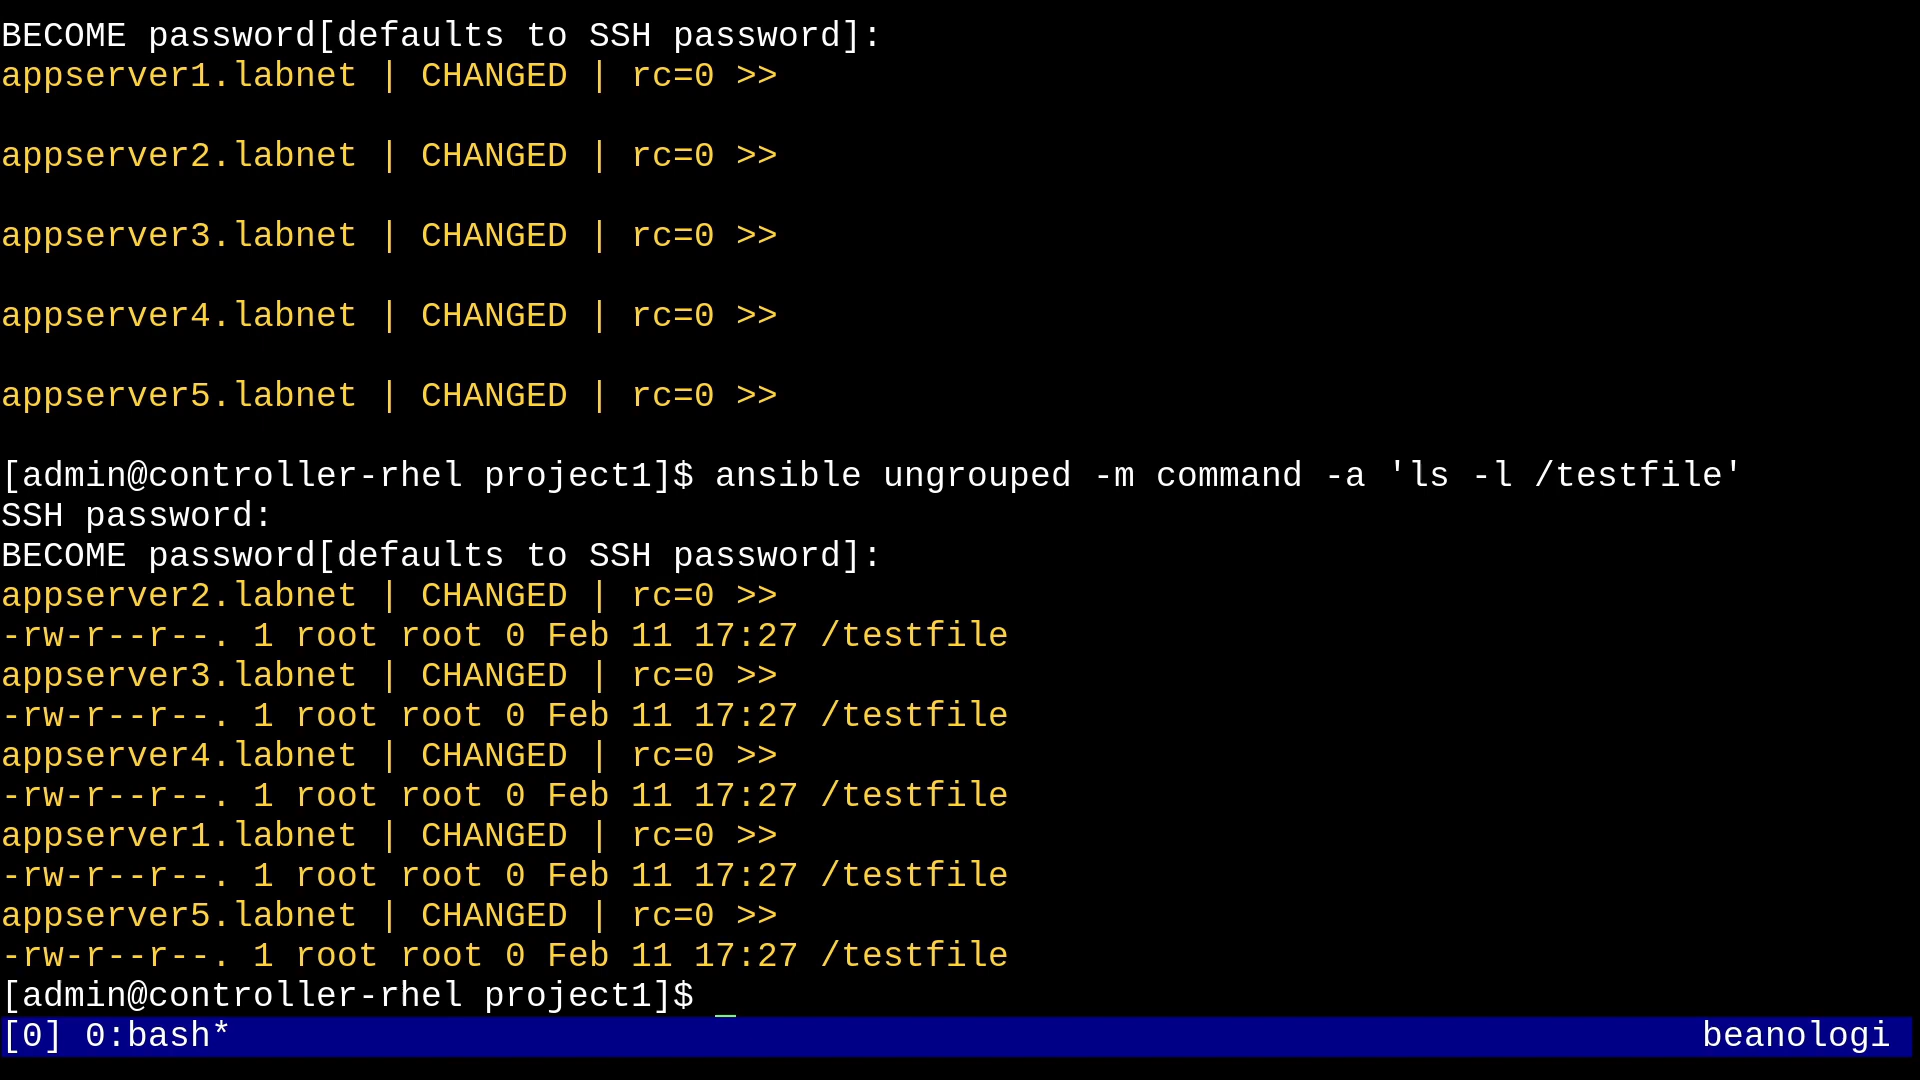 BECOME password[defaults to SSH password]:
appserver1.labnet | CHANGED | rc=0 >>
appserver2.labnet | CHANGED | rc=0 >>
appserver3.labnet | CHANGED | rc=0 >>
appserver4.labnet | CHANGED | rc=0 >>
appserver5.labnet | CHANGED | rc=0 >>
[admin@controller-rhel project1]$ ansible ungrouped -m command -a 'ls -l /testfile'
SSH password:
BECOME password[defaults to SSH password]:
appserver2.labnet | CHANGED | rc=0 >>
-rw-r--r--. 1 root root 0 Feb 11 17:27 /testfile
appserver3.labnet | CHANGED | rc=0 >>
-rw-r--r--. 1 root root 0 Feb 11 17:27 /testfile
appserver4.labnet | CHANGED | rc=0 >>
-rw-r--r--. 1 root root 0 Feb 11 17:27 /testfile
appserver1.labnet | CHANGED | rc=0 >>
-rw-r--r--. 1 root root 0 Feb 11 17:27 /testfile
appserver5.labnet | CHANGED | rc=0 >>
-rw-r--r--. 1 root root 0 Feb 11 17:27 /testfile
[admin@controller-rhel project1]$ _
[0] 0:bash* beanologi